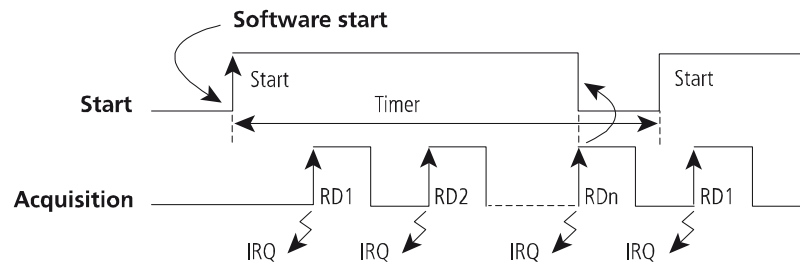 Software start
Start Start Start
Timer
Acquisition RD1 RD2 RDn RD1
IRQ IRQ IRQ IRQ